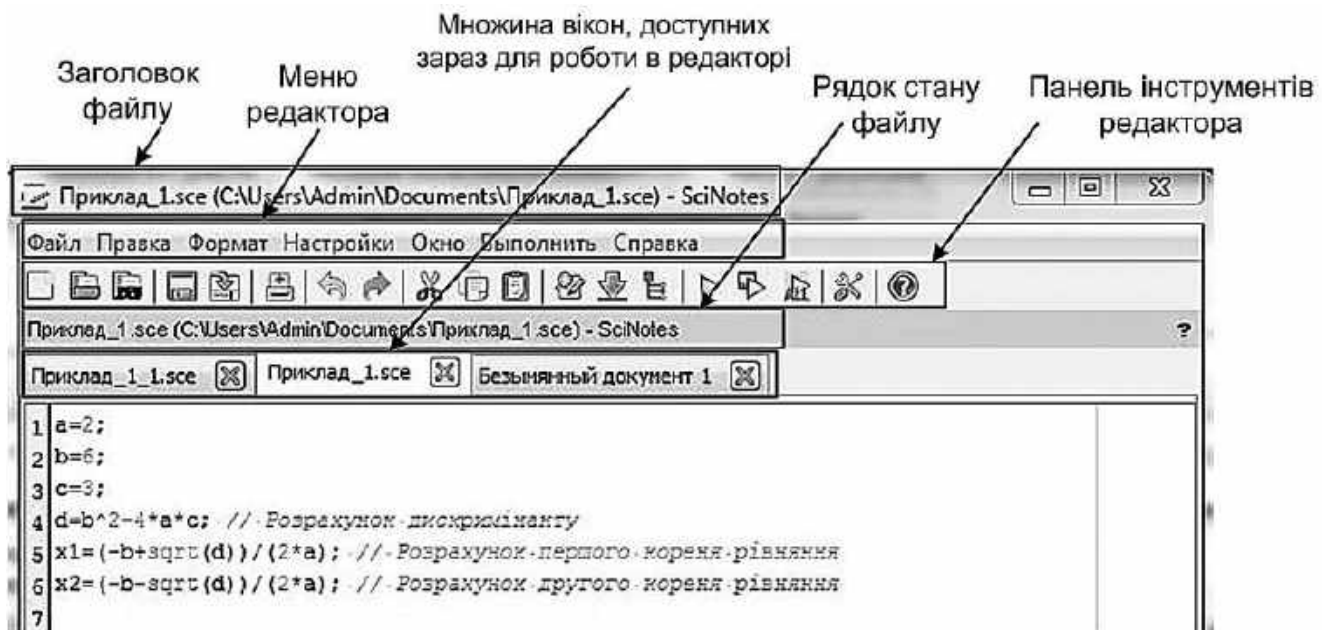 Множина вікон, доступних
зараз для роботи в редакторі
Заголовок
файлу
Меню
редактора
Рядок стану
файлу
Панель інструментів
редактора
Приклад_1.sce (C:\Users\Admin\Documents\Приклад_1.sce) - SciNotes
Файл Правка Формат Настройки Окно Выполнить Справка
Приклад_1.sce (C:\Users\Admin\Documents\Приклад_1.sce) - SciNotes ?
Приклад_1_1.sce Приклад_1.sce Безымянный документ 1
1 a=2;
2 b=6;
3 c=3;
4 d=b^2-4*a*c; // Розрахунок дискримінанту
5 x1=(-b+sqrt(d))/(2*a); // Розрахунок першого кореня рівняння
6 x2=(-b-sqrt(d))/(2*a); // Розрахунок другого кореня рівняння
7